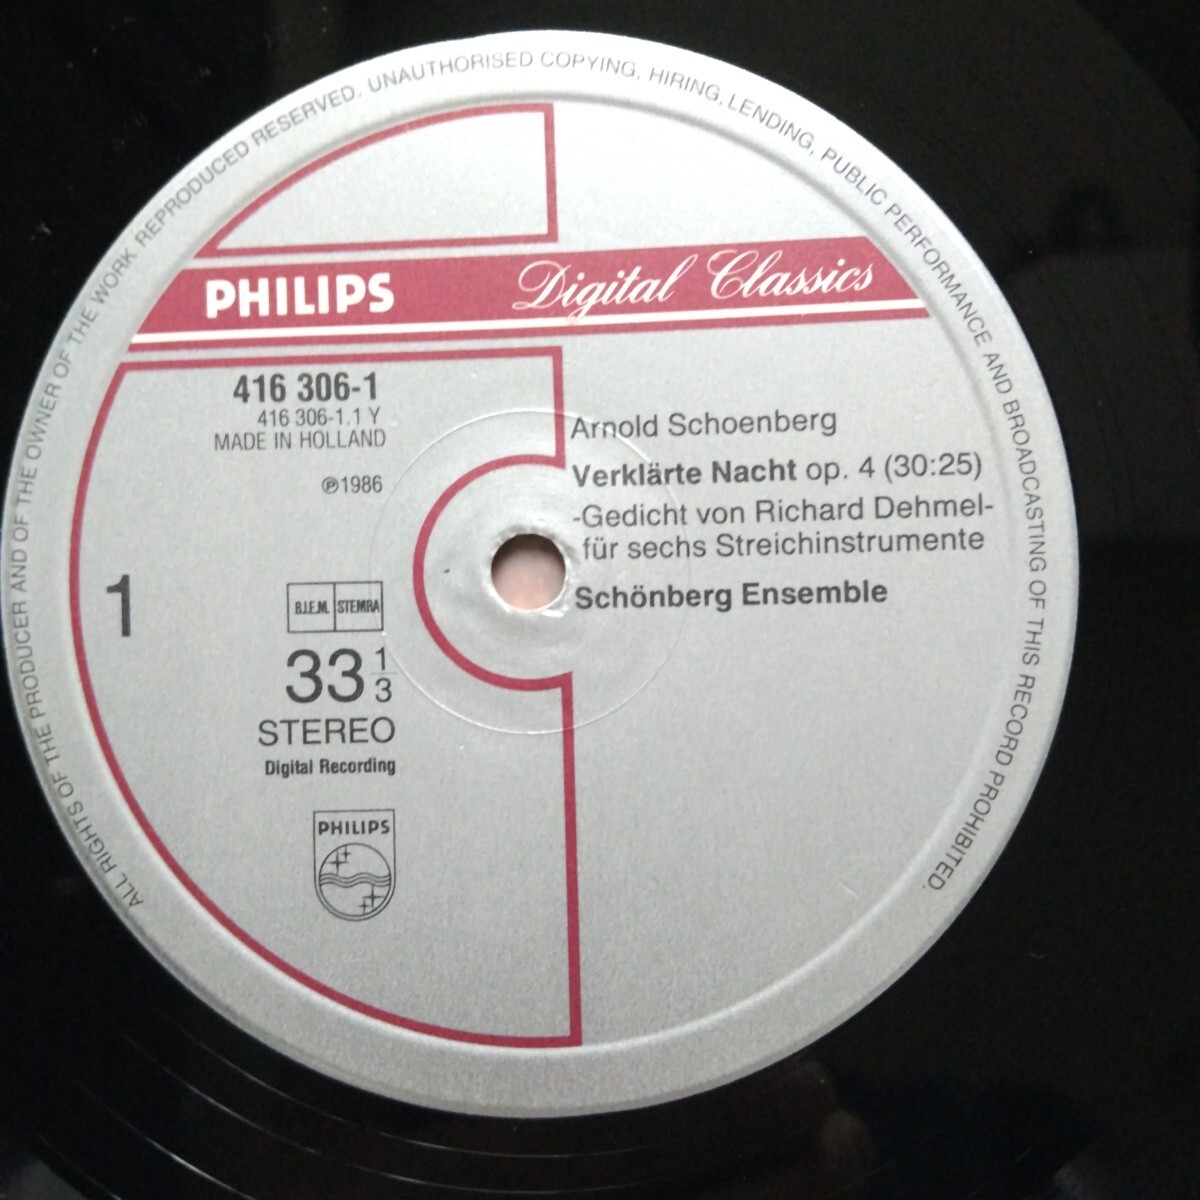 ALL RIGHTS OF THE PRODUCER AND OF THE OWNER OF THE WORK REPRODUCED RESERVED. UNAUTHORISED COPYING, HIRING, LENDING, PUBLIC PERFORMANCE AND BROADCASTING OF THIS RECORD PROHIBITED.
PHILIPS Digital Classics
416 306-1
416 306-1.1 Y
MADE IN HOLLAND
℗1986
1
B.I.E.M. STEMRA
33 1/3
STEREO
Digital Recording
PHILIPS
Arnold Schoenberg
Verklärte Nacht op. 4 (30:25)
-Gedicht von Richard Dehmel-
für sechs Streichinstrumente
Schönberg Ensemble